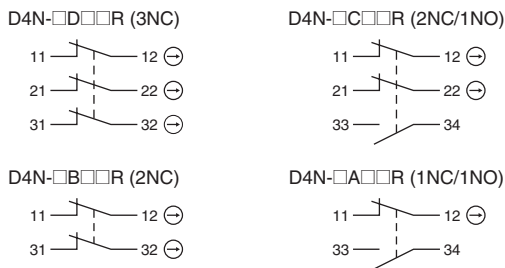 D4N-□D□□R (3NC)
11 12
21 22
31 32
D4N-□C□□R (2NC/1NO)
11 12
21 22
33 34
D4N-□B□□R (2NC)
11 12
31 32
D4N-□A□□R (1NC/1NO)
11 12
33 34